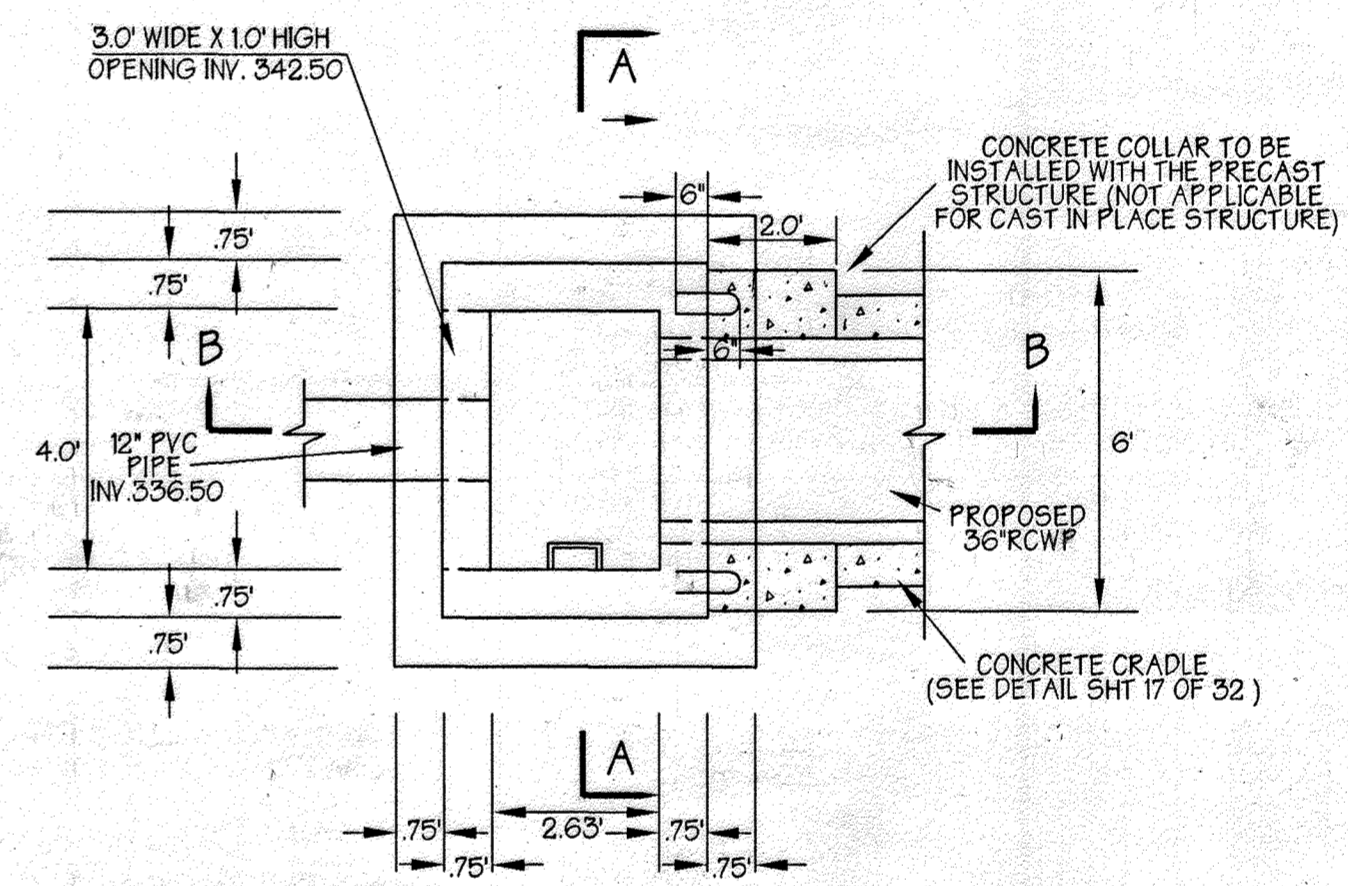 3.0' WIDE X 1.0' HIGH
OPENING INV. 342.50
A
CONCRETE COLLAR TO BE
INSTALLED WITH THE PRECAST
STRUCTURE (NOT APPLICABLE
FOR CAST IN PLACE STRUCTURE)
6"
2.0'
.75'
.75'
B
6"
B
4.0'
12" PVC
PIPE
INV.336.50
6'
PROPOSED
36"RCWP
.75'
.75'
CONCRETE CRADLE
(SEE DETAIL SHT 17 OF 32 )
A
.75'
2.63'
.75'
.75'
.75'